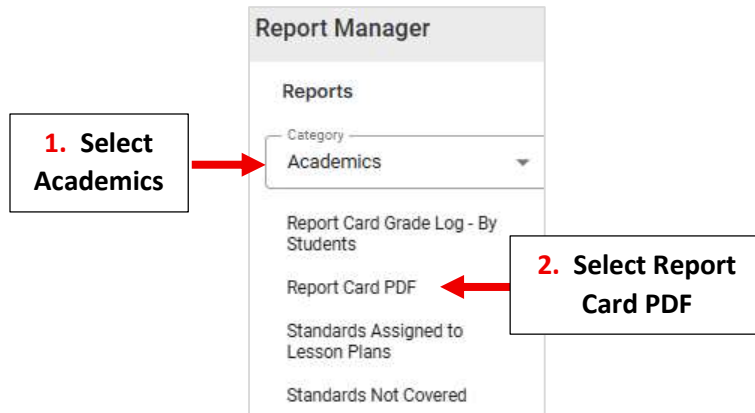 Report Manager
Reports
Category
Academics
1. Select
Academics
Report Card Grade Log - By
Students
Report Card PDF
2. Select Report
Card PDF
Standards Assigned to
Lesson Plans
Standards Not Covered